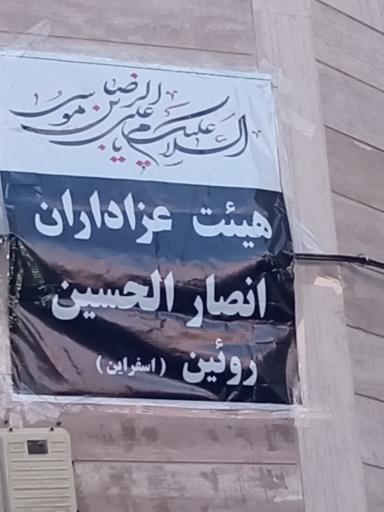 السلام علیک یا علی بن موسی الرضا
هیئت عزاداران
انصار الحسین
روئین (اسفراین)